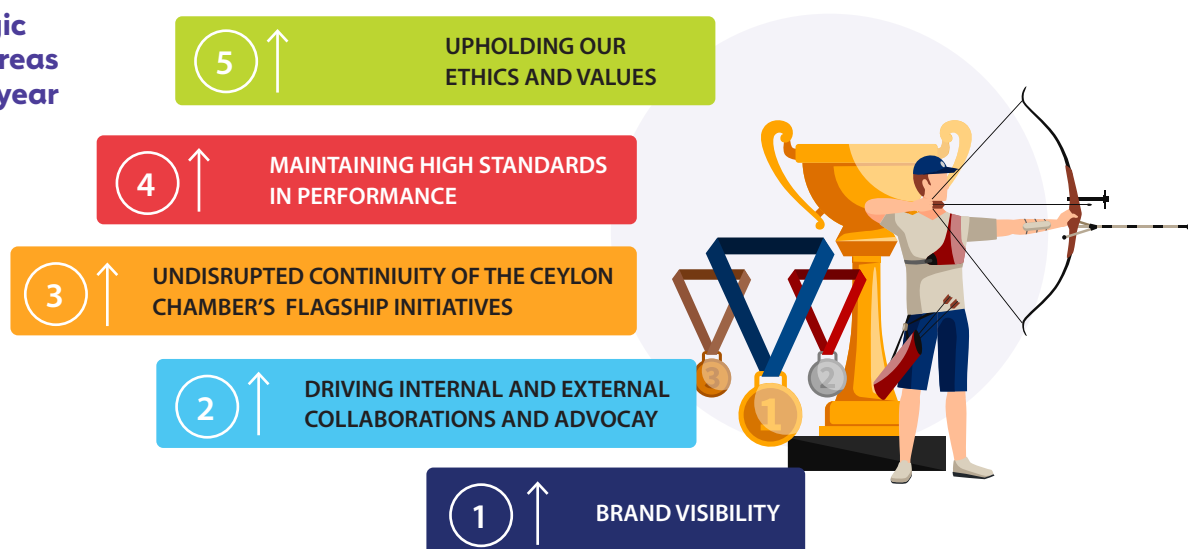 gic
reas
year
5
UPHOLDING OUR
ETHICS AND VALUES
4
MAINTAINING HIGH STANDARDS
IN PERFORMANCE
3
UNDISRUPTED CONTINIUITY OF THE CEYLON
CHAMBER’S FLAGSHIP INITIATIVES
2
DRIVING INTERNAL AND EXTERNAL
COLLABORATIONS AND ADVOCAY
1
BRAND VISIBILITY
3
1
2